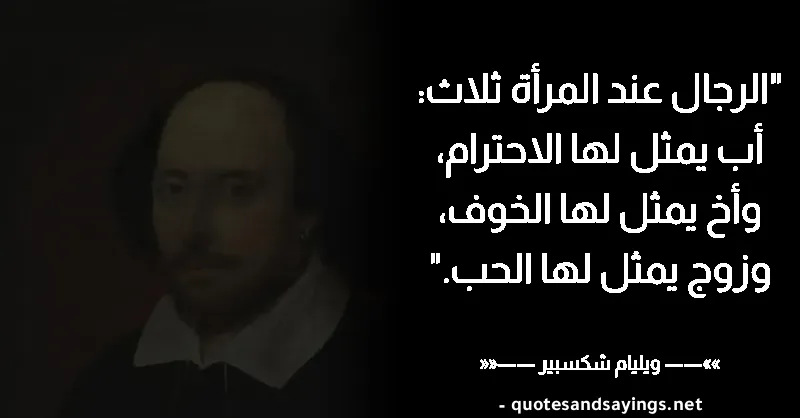 "الرجال عند المرأة ثلاث:
أب يمثل لها الاحترام،
وأخ يمثل لها الخوف،
وزوج يمثل لها الحب."
»—— ويليام شكسبير ——»
- quotesandsayings.net